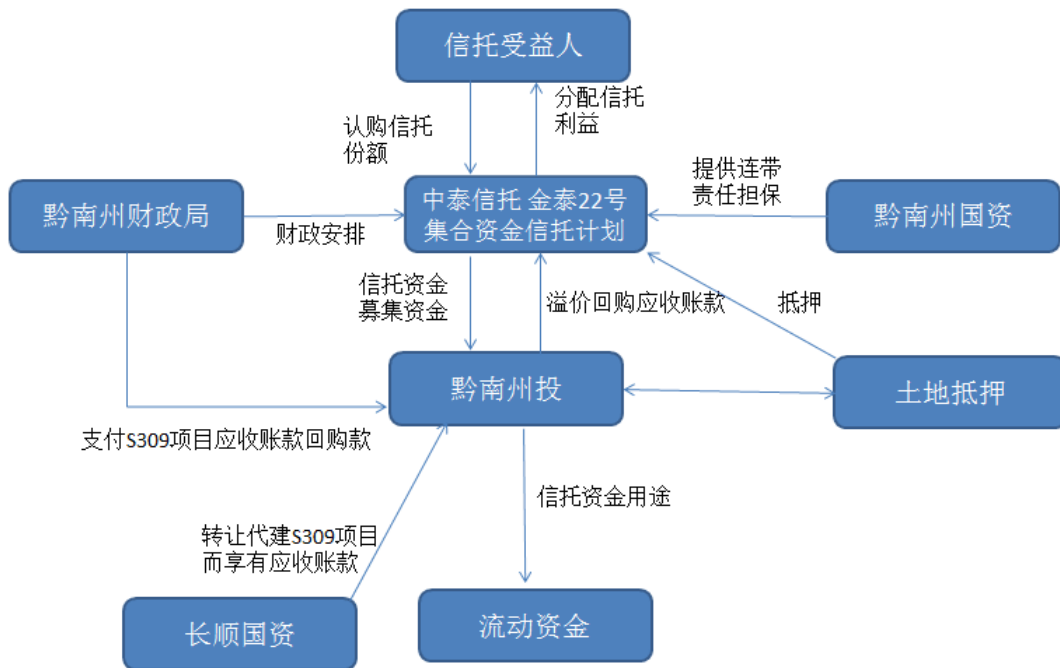 信托受益人
认购信托
份额
分配信托
利益
黔南州财政局
财政安排
中泰信托 金泰22号
集合资金信托计划
提供连带
责任担保
黔南州国资
信托资金
募集资金
溢价回购应收账款
抵押
黔南州投
土地抵押
支付S309项目应收账款回购款
信托资金用途
转让代建S309项目
而享有应收账款
长顺国资
流动资金